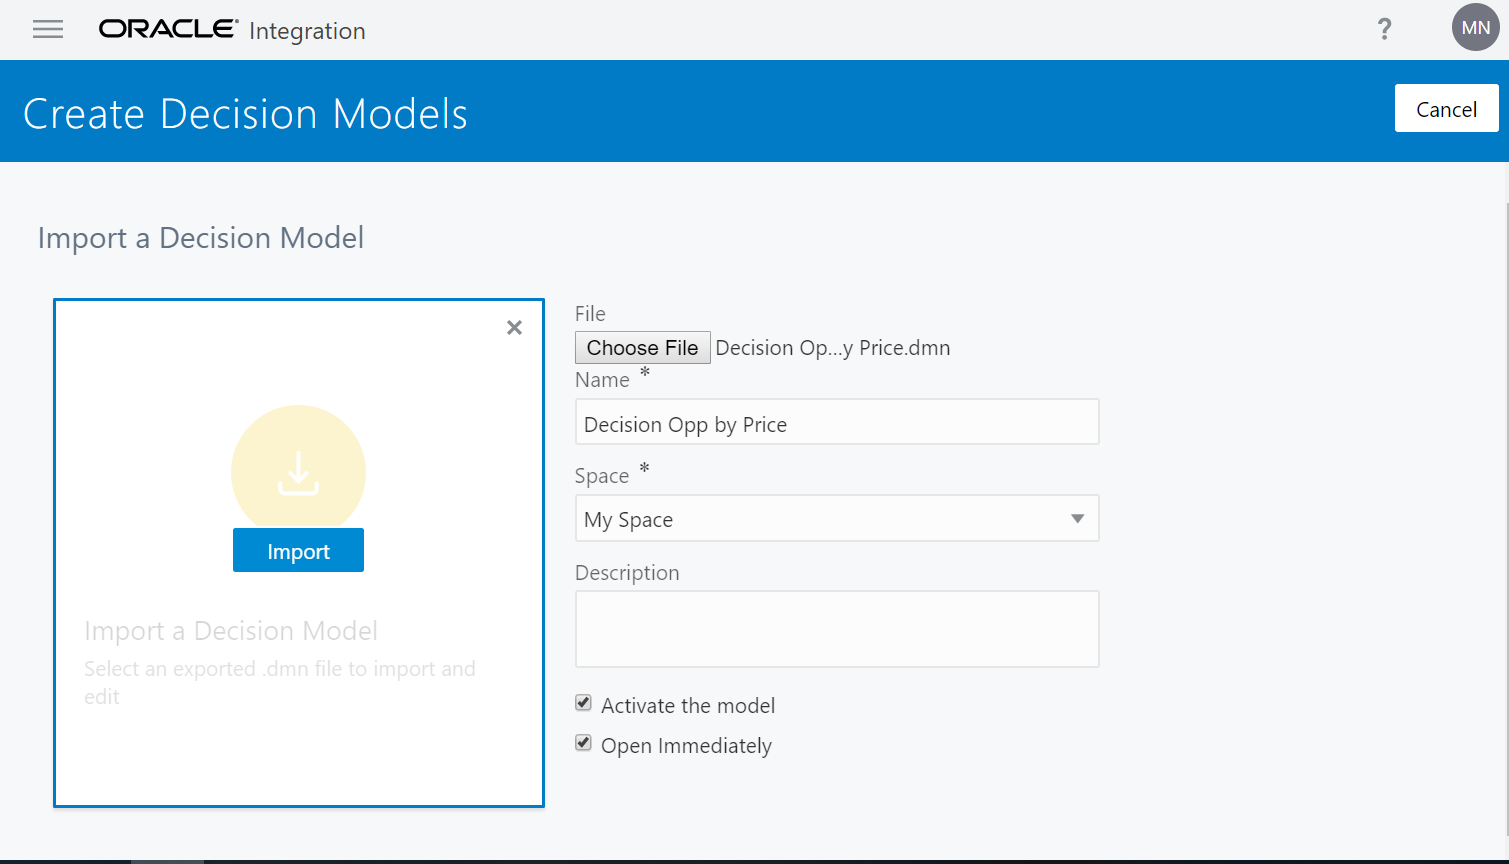 ORACLE Integration
?
MN
Create Decision Models
Cancel
Import a Decision Model
Import
Import a Decision Model
Select an exported .dmn file to import and
edit
File
Choose File Decision Op...y Price.dmn
Name *
Decision Opp by Price
Space *
My Space
Description
Activate the model
Open Immediately